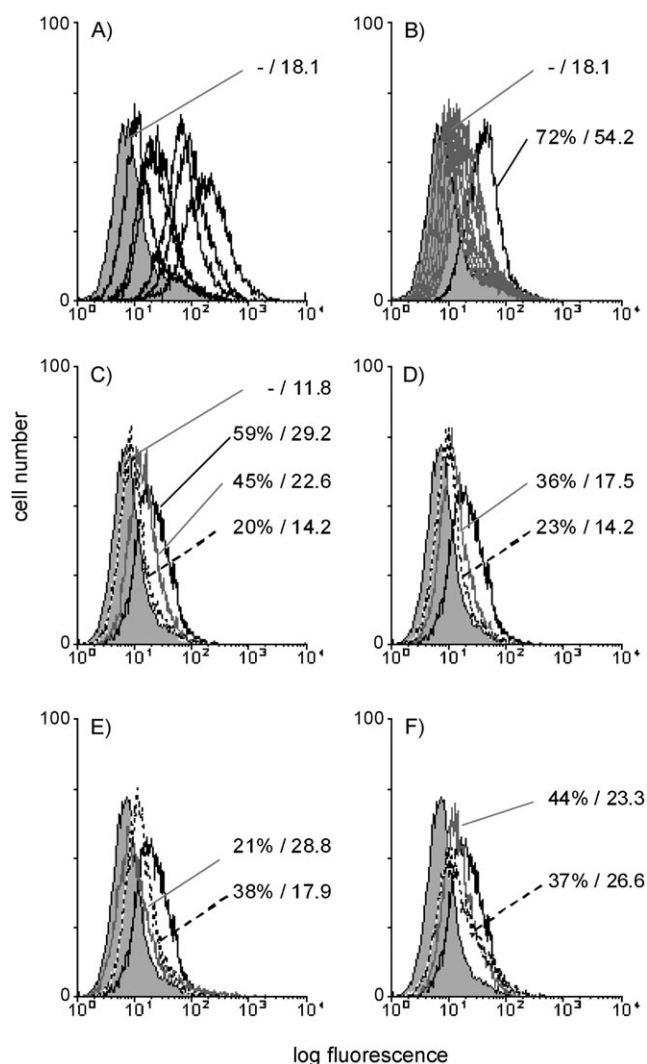 100
A)
- / 18.1
0
10⁰ 10¹ 10² 10³ 10⁴
100
B)
- / 18.1
72% / 54.2
0
10⁰ 10¹ 10² 10³ 10⁴
cell number
100
C)
- / 11.8
59% / 29.2
45% / 22.6
20% / 14.2
0
10⁰ 10¹ 10² 10³ 10⁴
100
D)
36% / 17.5
23% / 14.2
0
10⁰ 10¹ 10² 10³ 10⁴
100
E)
21% / 28.8
38% / 17.9
0
10⁰ 10¹ 10² 10³ 10⁴
100
F)
44% / 23.3
37% / 26.6
0
10⁰ 10¹ 10² 10³ 10⁴
log fluorescence